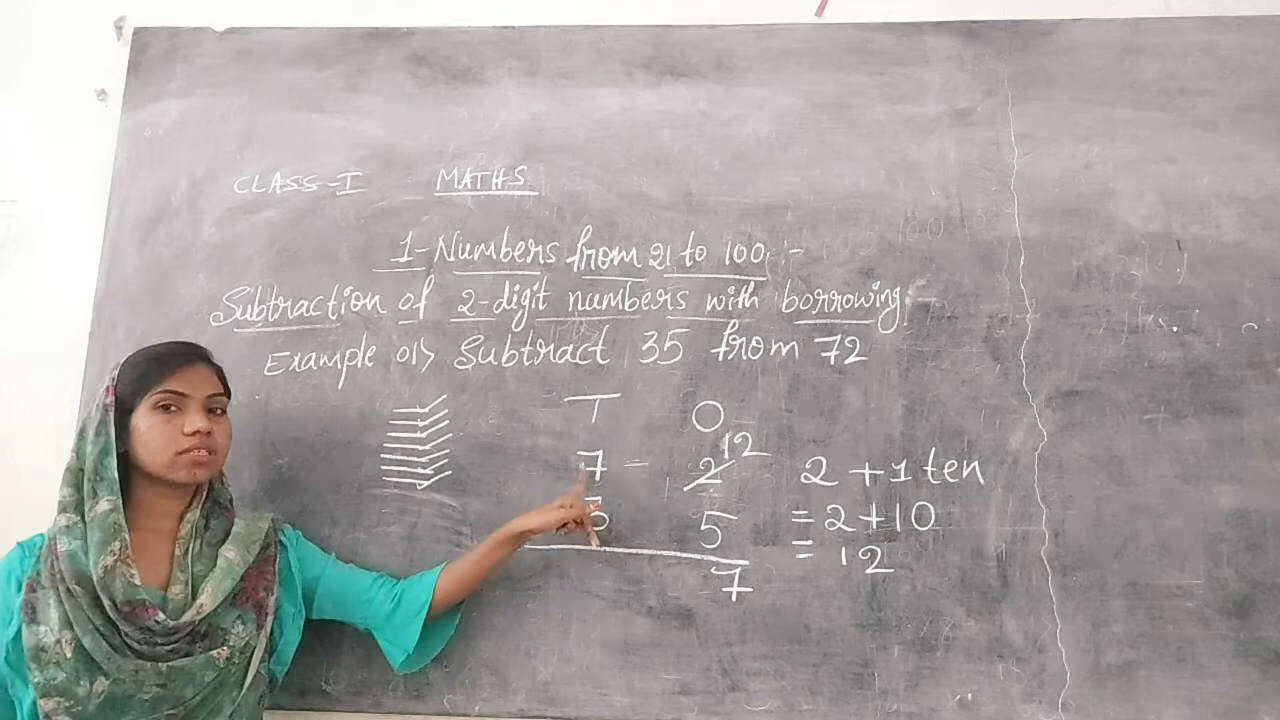 CLASS-I MATHS
1-Numbers from 21 to 100 :-
Subtraction of 2-digit numbers with borrowing:
Example 01> Subtract 35 from 72
T O
12
7 - 2 2 + 1 ten
3 5 = 2+10
= 12
7